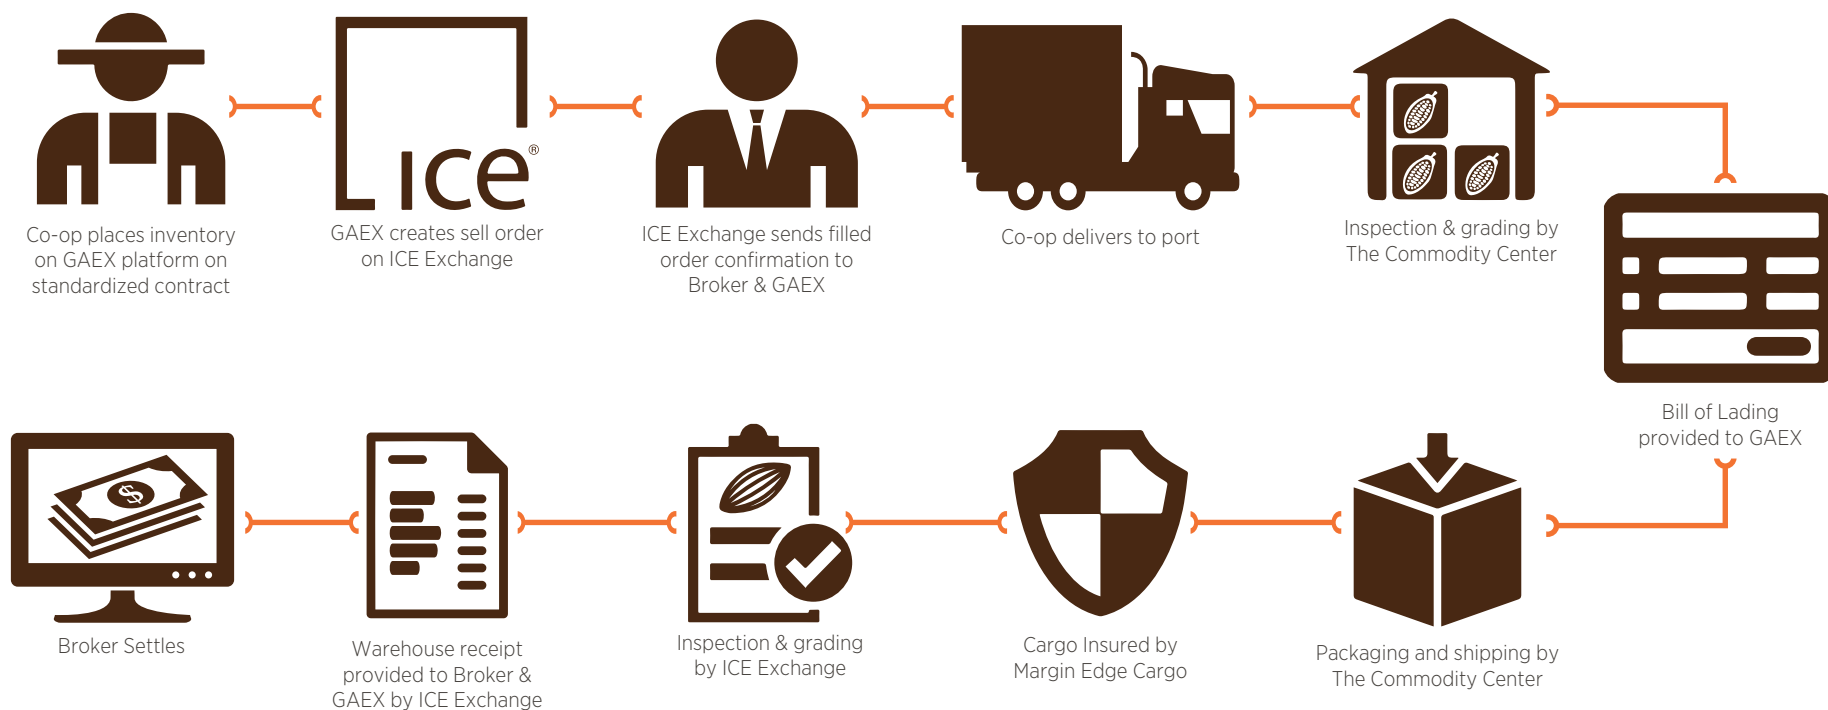 ICE®
Co-op places inventory
on GAEX platform on
standardized contract
GAEX creates sell order
on ICE Exchange
ICE Exchange sends filled
order confirmation to
Broker & GAEX
Co-op delivers to port
Inspection & grading by
The Commodity Center
Bill of Lading
provided to GAEX
$
Broker Settles
Warehouse receipt
provided to Broker &
GAEX by ICE Exchange
Inspection & grading
by ICE Exchange
Cargo Insured by
Margin Edge Cargo
Packaging and shipping by
The Commodity Center